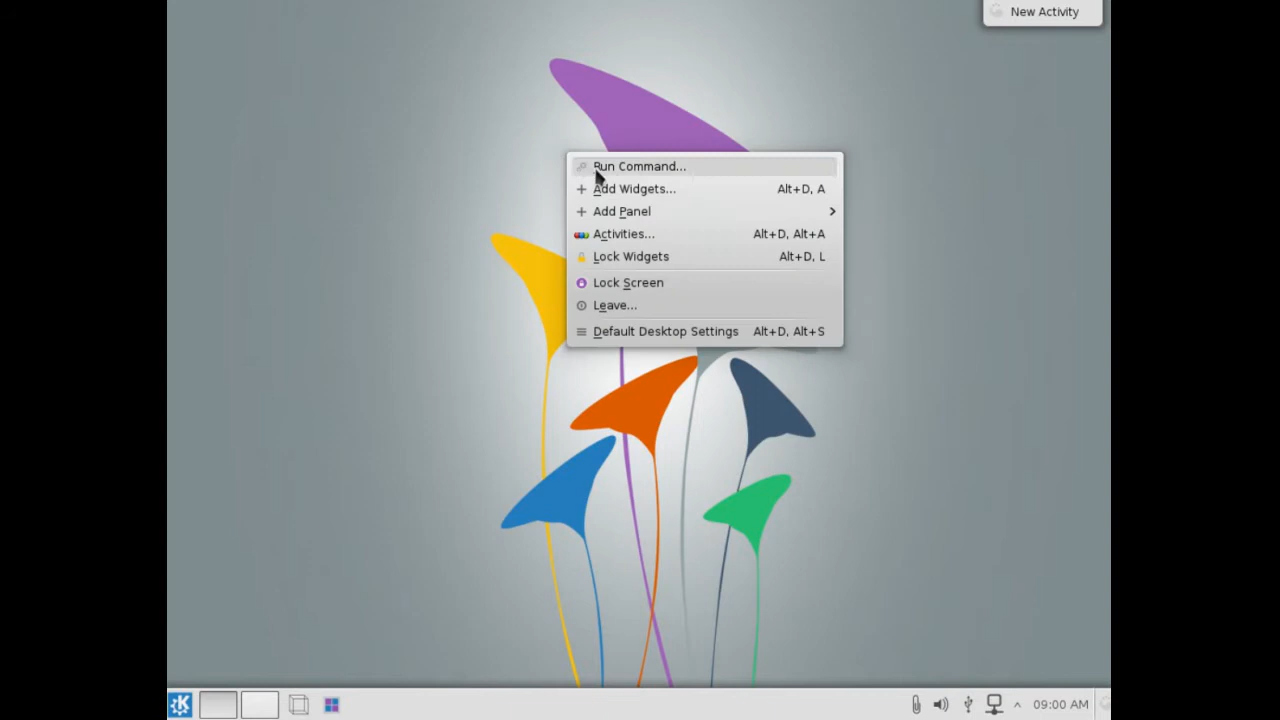 New Activity
Run Command...
Add Widgets... Alt+D, A
Add Panel
Activities... Alt+D, Alt+A
Lock Widgets Alt+D, L
Lock Screen
Leave...
Default Desktop Settings Alt+D, Alt+S
09:00 AM